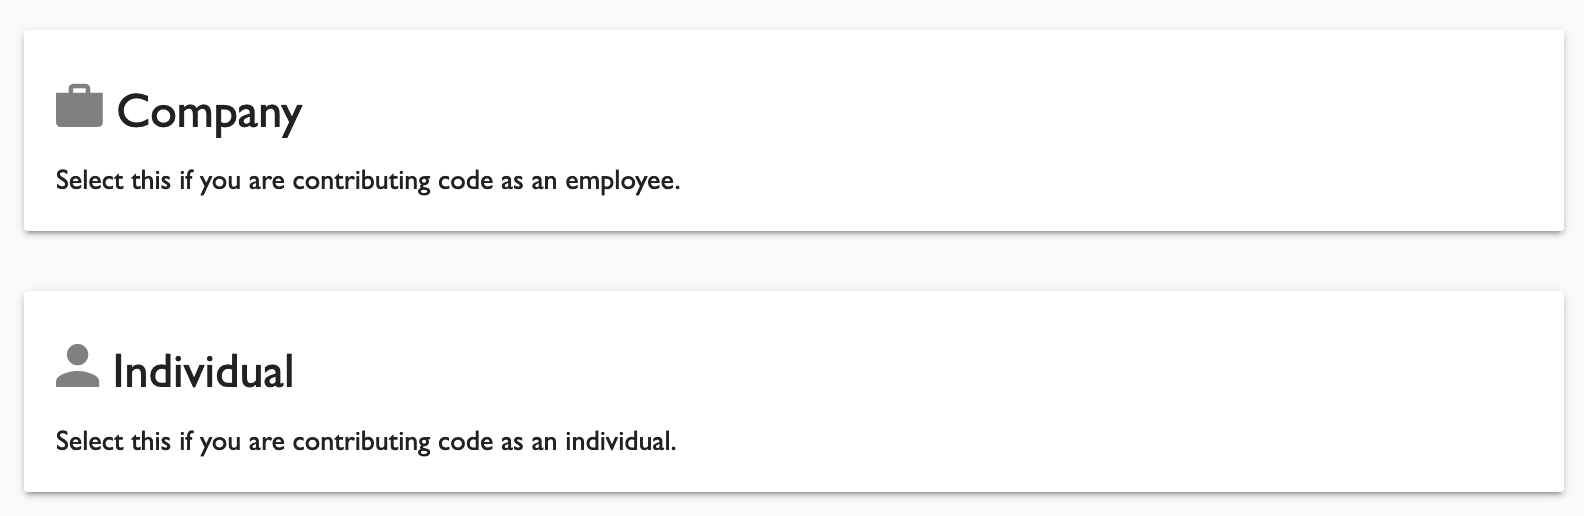 Company
Select this if you are contributing code as an employee.
Individual
Select this if you are contributing code as an individual.